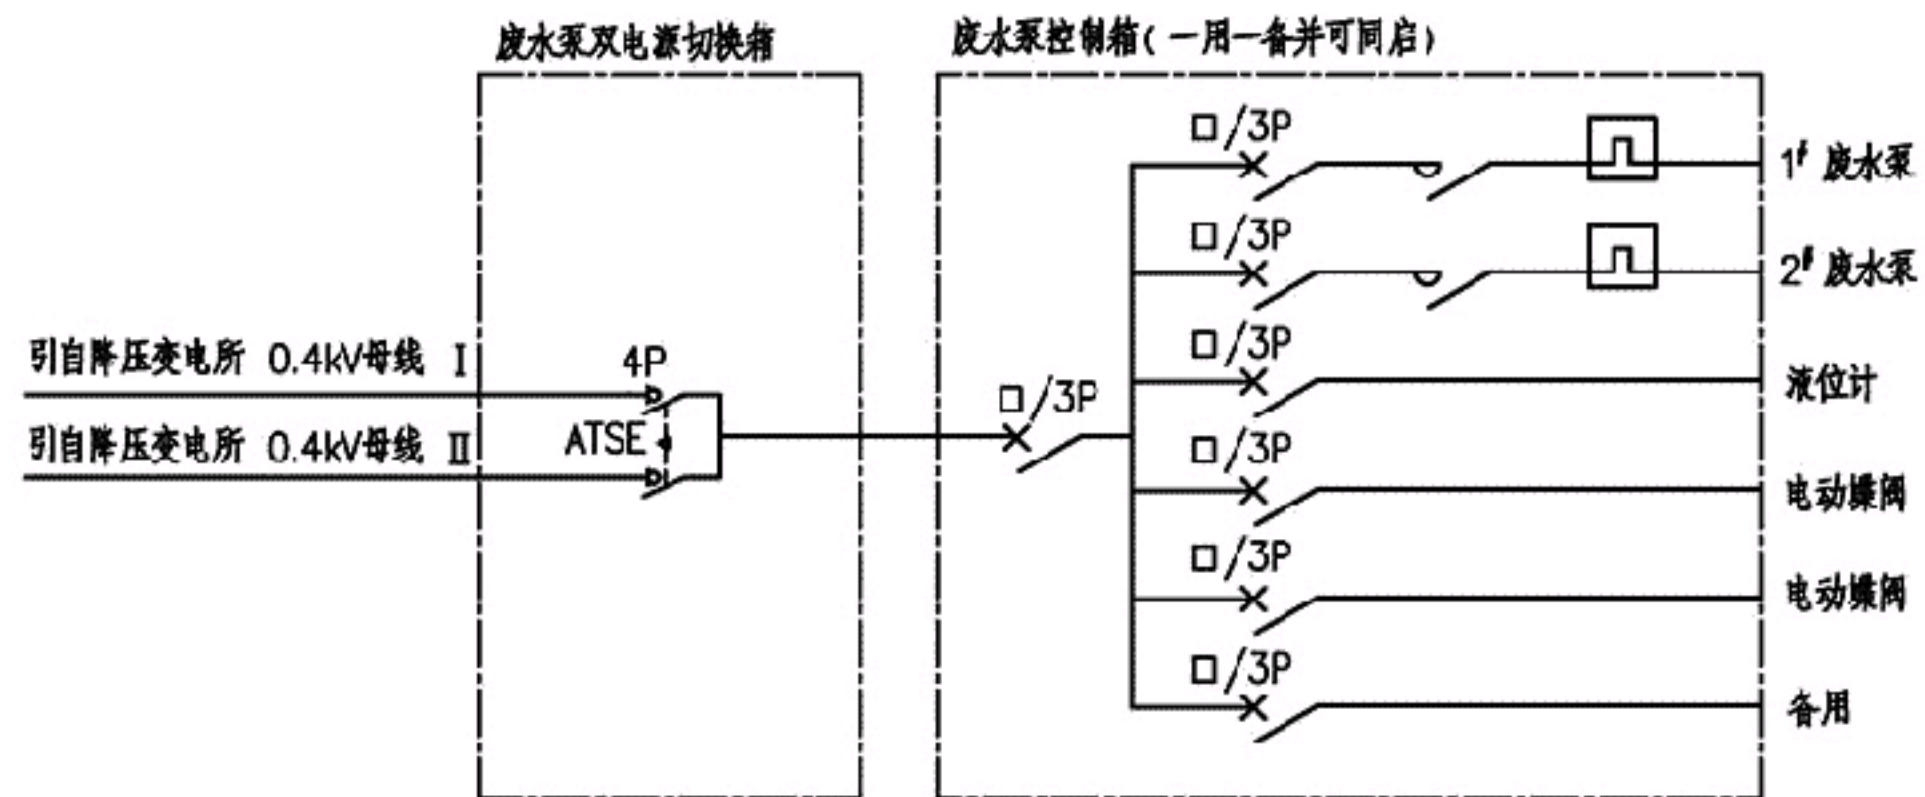 废水泵双电源切换箱
废水泵控制箱(一用一备并可同启)
□/3P
1# 废水泵
□/3P
2# 废水泵
引自降压变电所 0.4kV母线 Ⅰ
4P
□/3P
液位计
□/3P
引自降压变电所 0.4kV母线 Ⅱ
ATSE
□/3P
电动蝶阀
□/3P
电动蝶阀
□/3P
备用